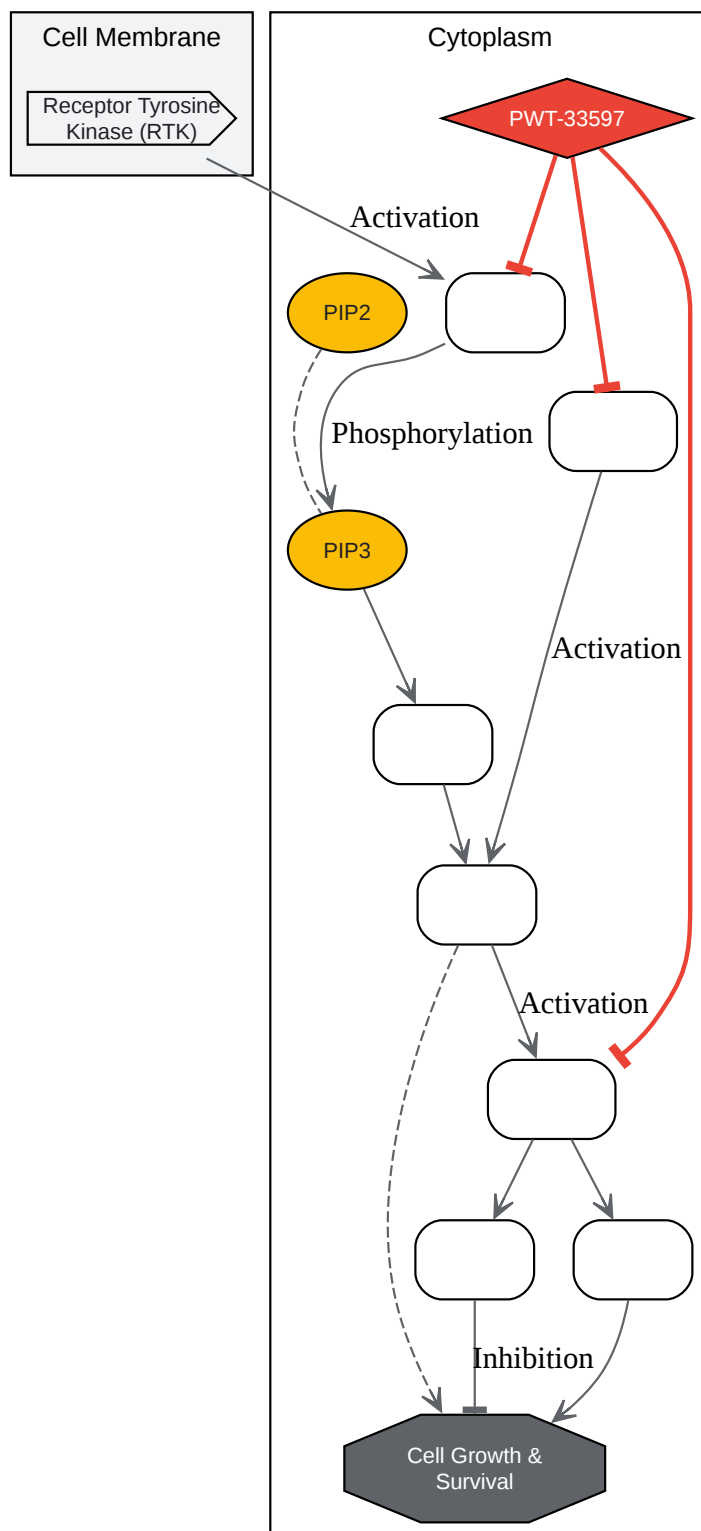 Cell Membrane
Cytoplasm
Receptor Tyrosine
Kinase (RTK)
PWT-33597
Activation
PIP2
Phosphorylation
PIP3
Activation
Activation
Inhibition
Cell Growth &
Survival